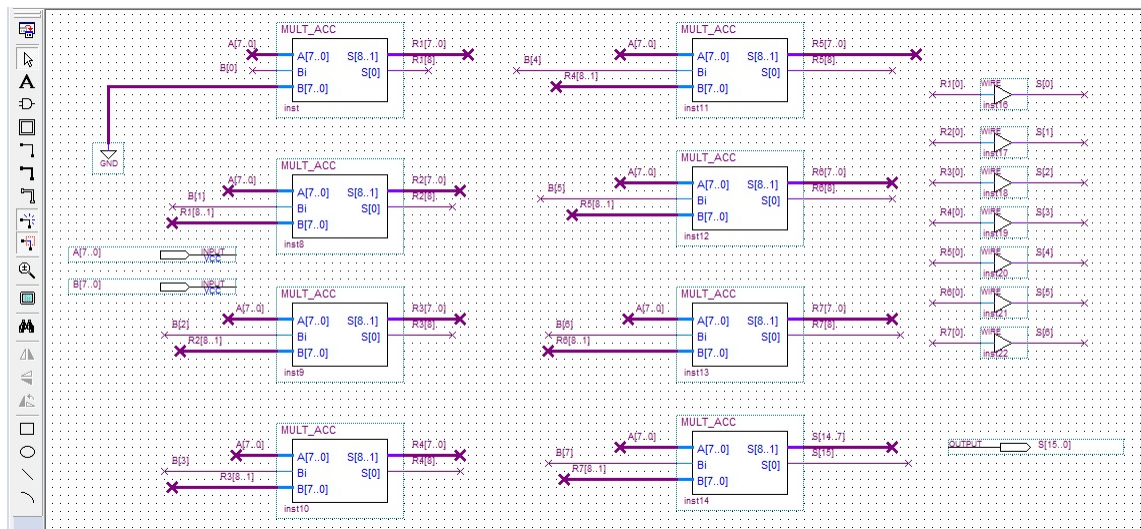 MULT_ACC
A[7..0]
B[0]
A[7..0] S[8..1]
Bi S[0]
B[7..0]
R1[7..0]
R1[8]
inst
GND
MULT_ACC
A[7..0]
B[1]
R1[8..1]
A[7..0] S[8..1]
Bi S[0]
B[7..0]
R2[7..0]
R2[8]
inst8
A[7..0] INPUT
VCC
B[7..0] INPUT
VCC
MULT_ACC
A[7..0]
B[2]
R2[8..1]
A[7..0] S[8..1]
Bi S[0]
B[7..0]
R3[7..0]
R3[8]
inst9
MULT_ACC
A[7..0]
B[3]
R3[8..1]
A[7..0] S[8..1]
Bi S[0]
B[7..0]
R4[7..0]
R4[8]
inst10
MULT_ACC
A[7..0]
B[4]
R4[8..1]
A[7..0] S[8..1]
Bi S[0]
B[7..0]
R5[7..0]
R5[8]
inst11
MULT_ACC
A[7..0]
B[5]
R5[8..1]
A[7..0] S[8..1]
Bi S[0]
B[7..0]
R6[7..0]
R6[8]
inst12
MULT_ACC
A[7..0]
B[6]
R6[8..1]
A[7..0] S[8..1]
Bi S[0]
B[7..0]
R7[7..0]
R7[8]
inst13
MULT_ACC
A[7..0]
B[7]
R7[8..1]
A[7..0] S[8..1]
Bi S[0]
B[7..0]
S[14..7]
S[15]
inst14
R1[0] WIRE S[0]
inst16
R2[0] WIRE S[1]
inst17
R3[0] WIRE S[2]
inst18
R4[0] WIRE S[3]
inst19
R5[0] WIRE S[4]
inst20
R6[0] WIRE S[5]
inst21
R7[0] WIRE S[6]
inst22
OUTPUT S[15..0]